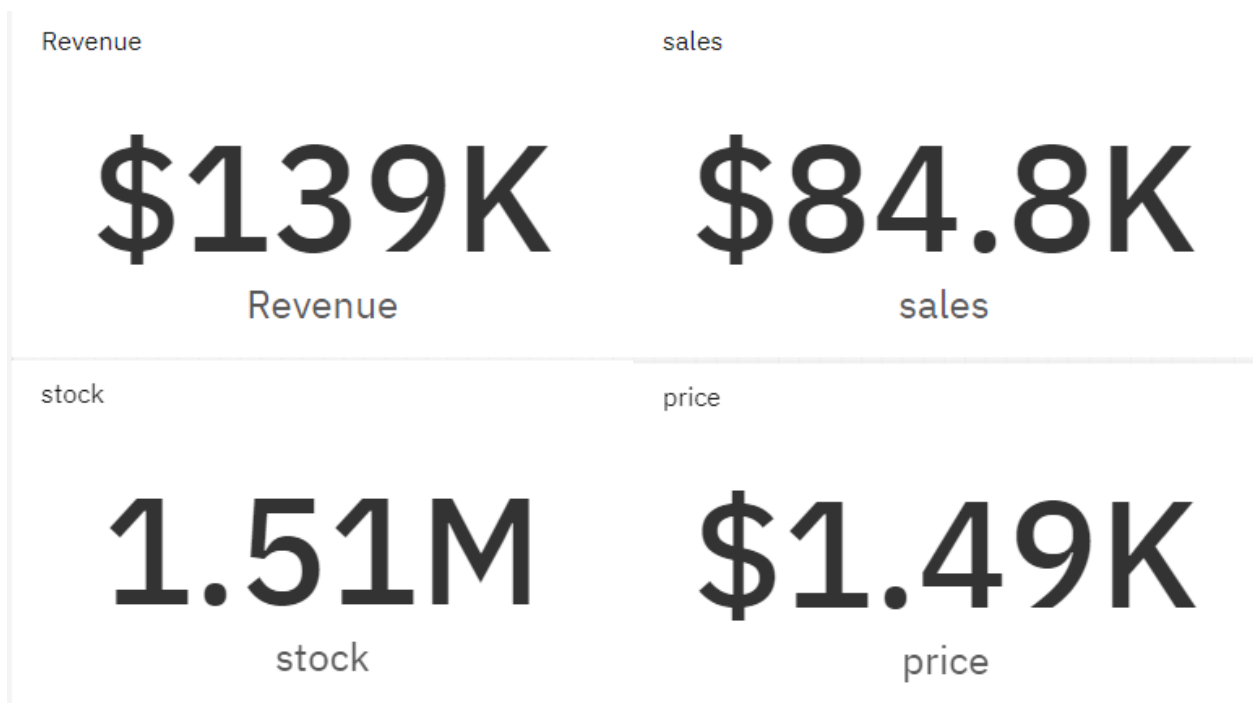 Revenue
$139K
Revenue
sales
$84.8K
sales
stock
1.51M
stock
price
$1.49K
price